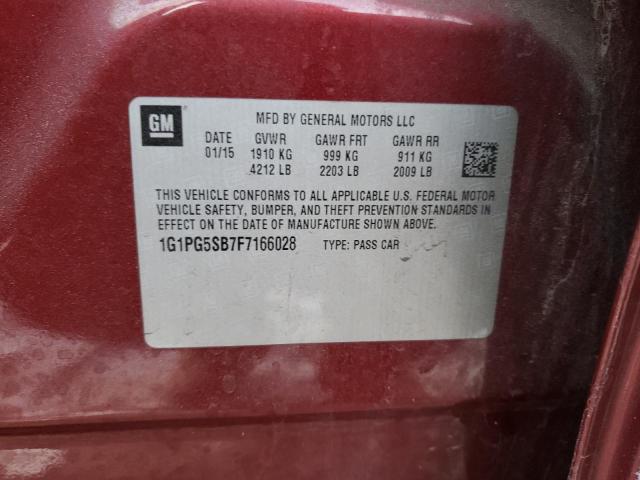 GM
MFD BY GENERAL MOTORS LLC
DATE GVWR GAWR FRT GAWR RR
01/15 1910 KG 999 KG 911 KG
4212 LB 2203 LB 2009 LB
THIS VEHICLE CONFORMS TO ALL APPLICABLE U.S. FEDERAL MOTOR
VEHICLE SAFETY, BUMPER, AND THEFT PREVENTION STANDARDS IN
EFFECT ON THE DATE OF MANUFACTURE SHOWN ABOVE.
1G1PG5SB7F7166028 TYPE: PASS CAR